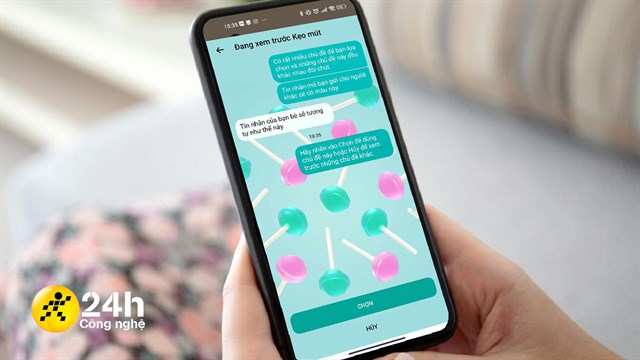 15:35
Đang xem trước Kẹo mút
Có rất nhiều chủ đề để bạn lựa
chọn và những chủ đề này đều
khác nhau đôi chút.
Tin nhắn mà bạn gửi cho người
khác sẽ có màu này.
Tin nhắn của bạn bè sẽ tương
tự như thế này.
15:35
Hãy nhấn vào Chọn để dùng
chủ đề này hoặc Hủy để xem
trước những chủ đề khác.
CHỌN
HỦY
24h
Công nghệ